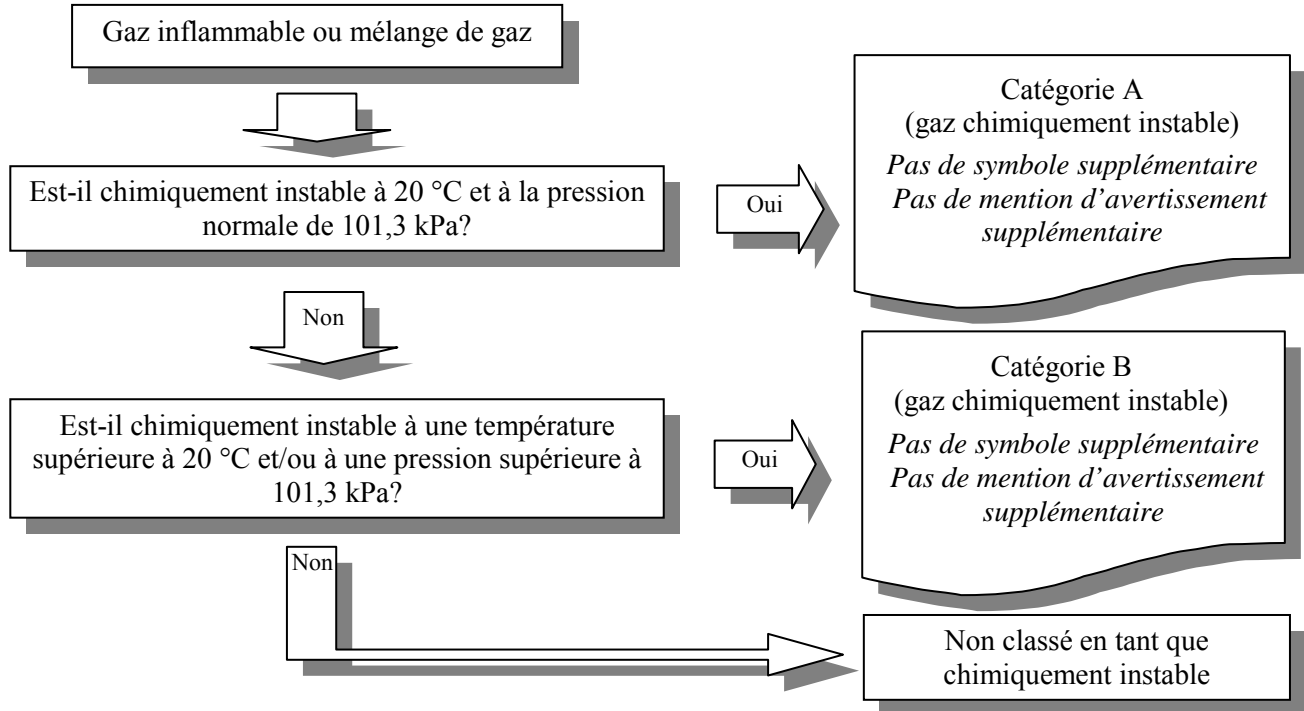 Gaz inflammable ou mélange de gaz
Est-il chimiquement instable à 20 °C et à la pression
normale de 101,3 kPa?
Oui
Catégorie A
(gaz chimiquement instable)
Pas de symbole supplémentaire
Pas de mention d’avertissement
supplémentaire
Non
Est-il chimiquement instable à une température
supérieure à 20 °C et/ou à une pression supérieure à
101,3 kPa?
Oui
Catégorie B
(gaz chimiquement instable)
Pas de symbole supplémentaire
Pas de mention d’avertissement
supplémentaire
Non
Non classé en tant que
chimiquement instable